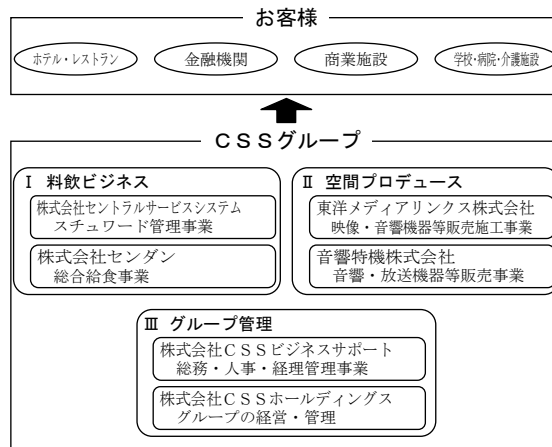 お客様
ホテル・レストラン
金融機関
商業施設
学校・病院・介護施設
ＣＳＳグループ
Ⅰ 料飲ビジネス
株式会社セントラルサービスシステム
スチュワード管理事業
株式会社センダン
総合給食事業
Ⅱ 空間プロデュース
東洋メディアリンクス株式会社
映像・音響機器等販売施工事業
音響特機株式会社
音響・放送機器等販売事業
Ⅲ グループ管理
株式会社ＣＳＳビジネスサポート
総務・人事・経理管理事業
株式会社ＣＳＳホールディングス
グループの経営・管理